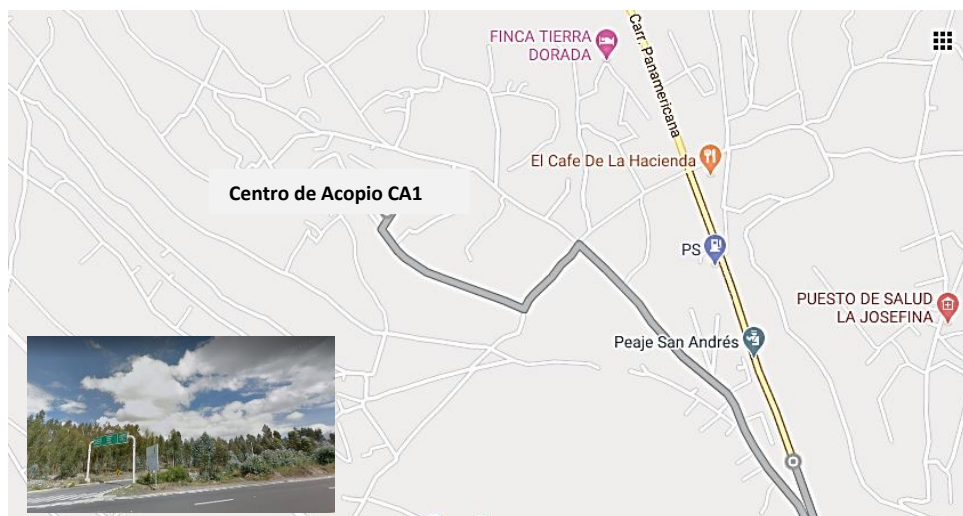 FINCA TIERRA
DORADA
Carr. Panamericana
El Cafe De La Hacienda
Centro de Acopio CA1
PS
PUESTO DE SALUD
LA JOSEFINA
Peaje San Andrés